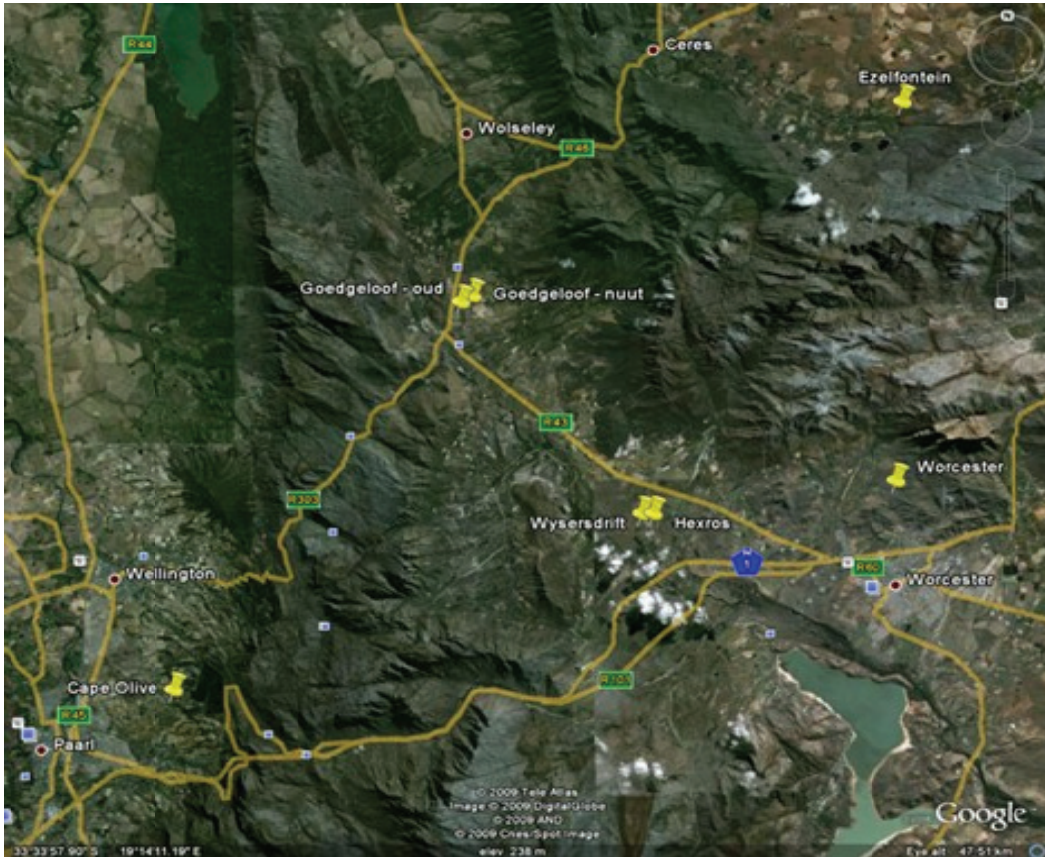 R44
Ceres
Ezelfontein
Wolseley
R46
Goedgeloof - oud
Goedgeloof - nuut
R43
Worcester
R303
Wysersdrift
Hexros
1
Wellington
R60
Worcester
Cape Olive
R101
R45
Paarl
© 2009 Tele Atlas
Image © 2009 DigitalGlobe
© 2009 AND
© 2009 Cnes/Spot Image
Google
33°33'57.90" S 19°14'11.19" E
elev 238 m
Eye alt 47.51 km